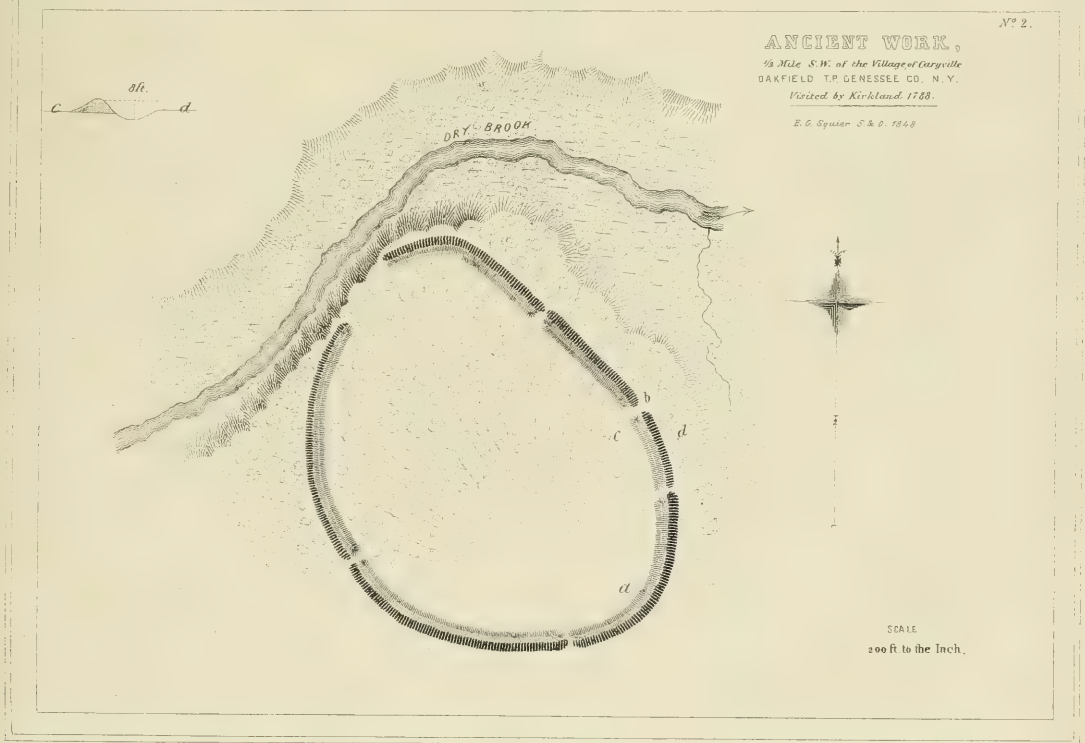 Nº 2.
ANCIENT WORK,
½ Mile S.W. of the Village of Caryville
OAKFIELD T.P. GENESSEE CO. N.Y.
Visited by Kirkland. 1788.
E. G. Squier S. & D. 1848
8ft.
c d
DRY BROOK
b
c d
a
SCALE
200 ft to the Inch.